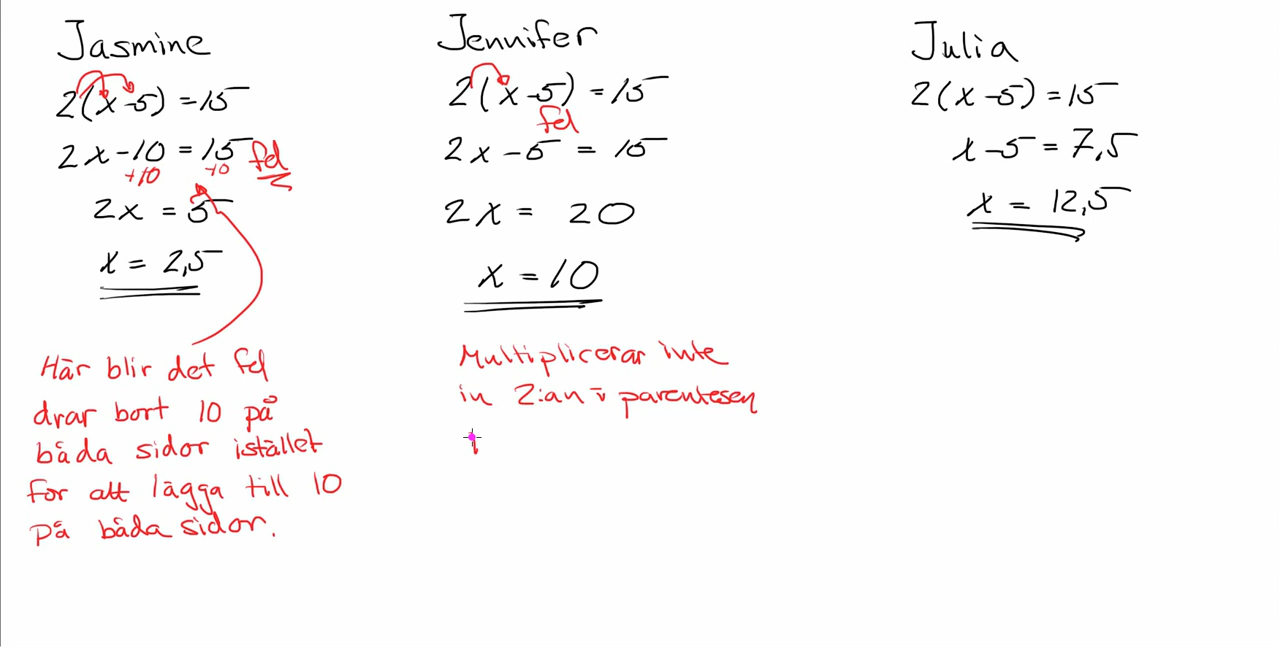 Jasmine
2(x-5)=15
2x-10=15 fel
+10 +10
2x = 5
x = 2,5
Här blir det fel
drar bort 10 på
båda sidor istället
för att lägga till 10
på båda sidor.
Jennifer
2(x-5)=15
fel
2x-5 = 15
2x = 20
x = 10
Multiplicerar inte
in 2:an i parentesen
Julia
2(x-5)=15
x-5=7,5
x = 12,5